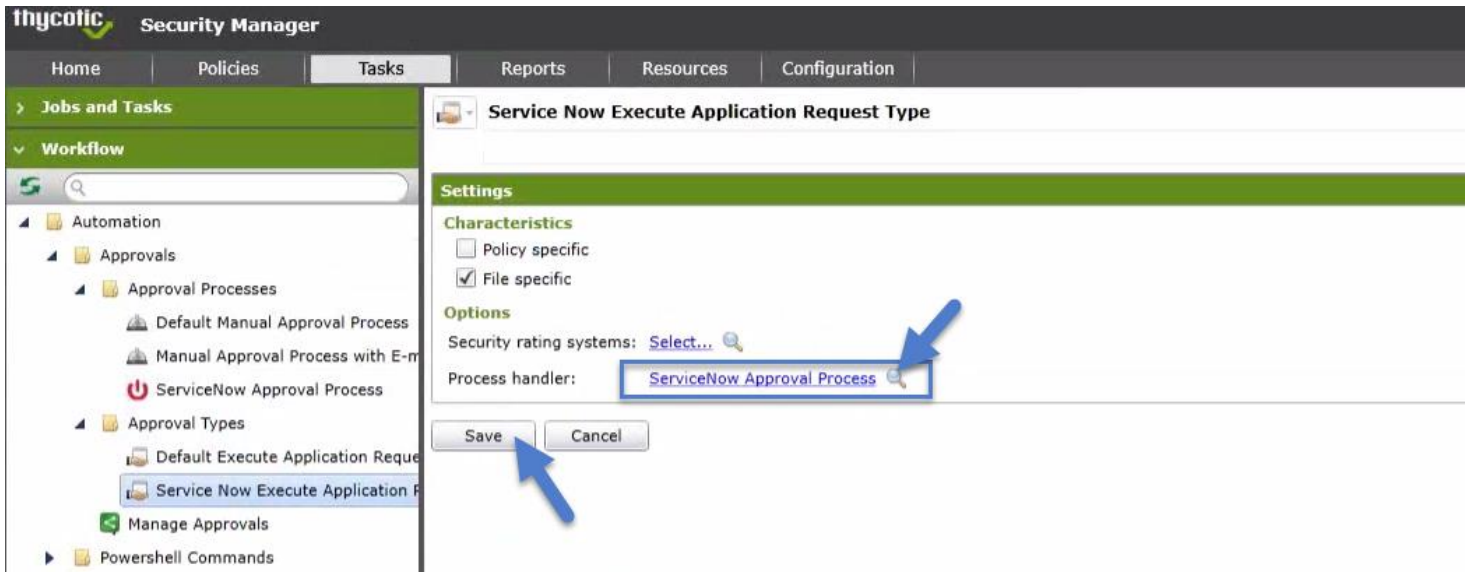 thycotic Security Manager
Home Policies Tasks Reports Resources Configuration
Jobs and Tasks
Workflow
Automation
Approvals
Approval Processes
Default Manual Approval Process
Manual Approval Process with E-m
ServiceNow Approval Process
Approval Types
Default Execute Application Reque
Service Now Execute Application
Manage Approvals
Powershell Commands
Service Now Execute Application Request Type
Settings
Characteristics
Policy specific
File specific
Options
Security rating systems: Select...
Process handler: ServiceNow Approval Process
Save Cancel